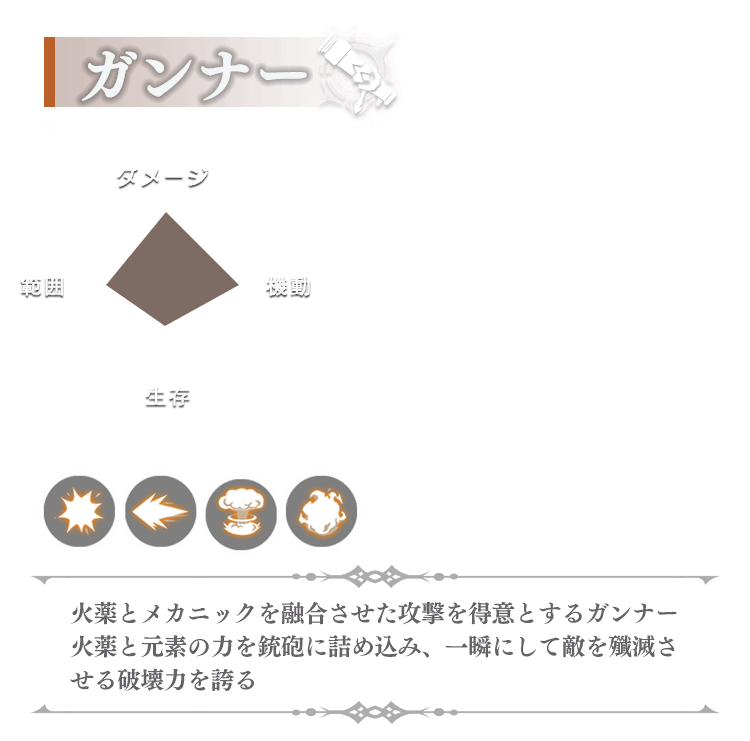 ガンナー
ダメージ
範囲
機動
生存
火薬とメカニックを融合させた攻撃を得意とするガンナー
火薬と元素の力を銃砲に詰め込み、一瞬にして敵を殲滅さ
せる破壊力を誇る